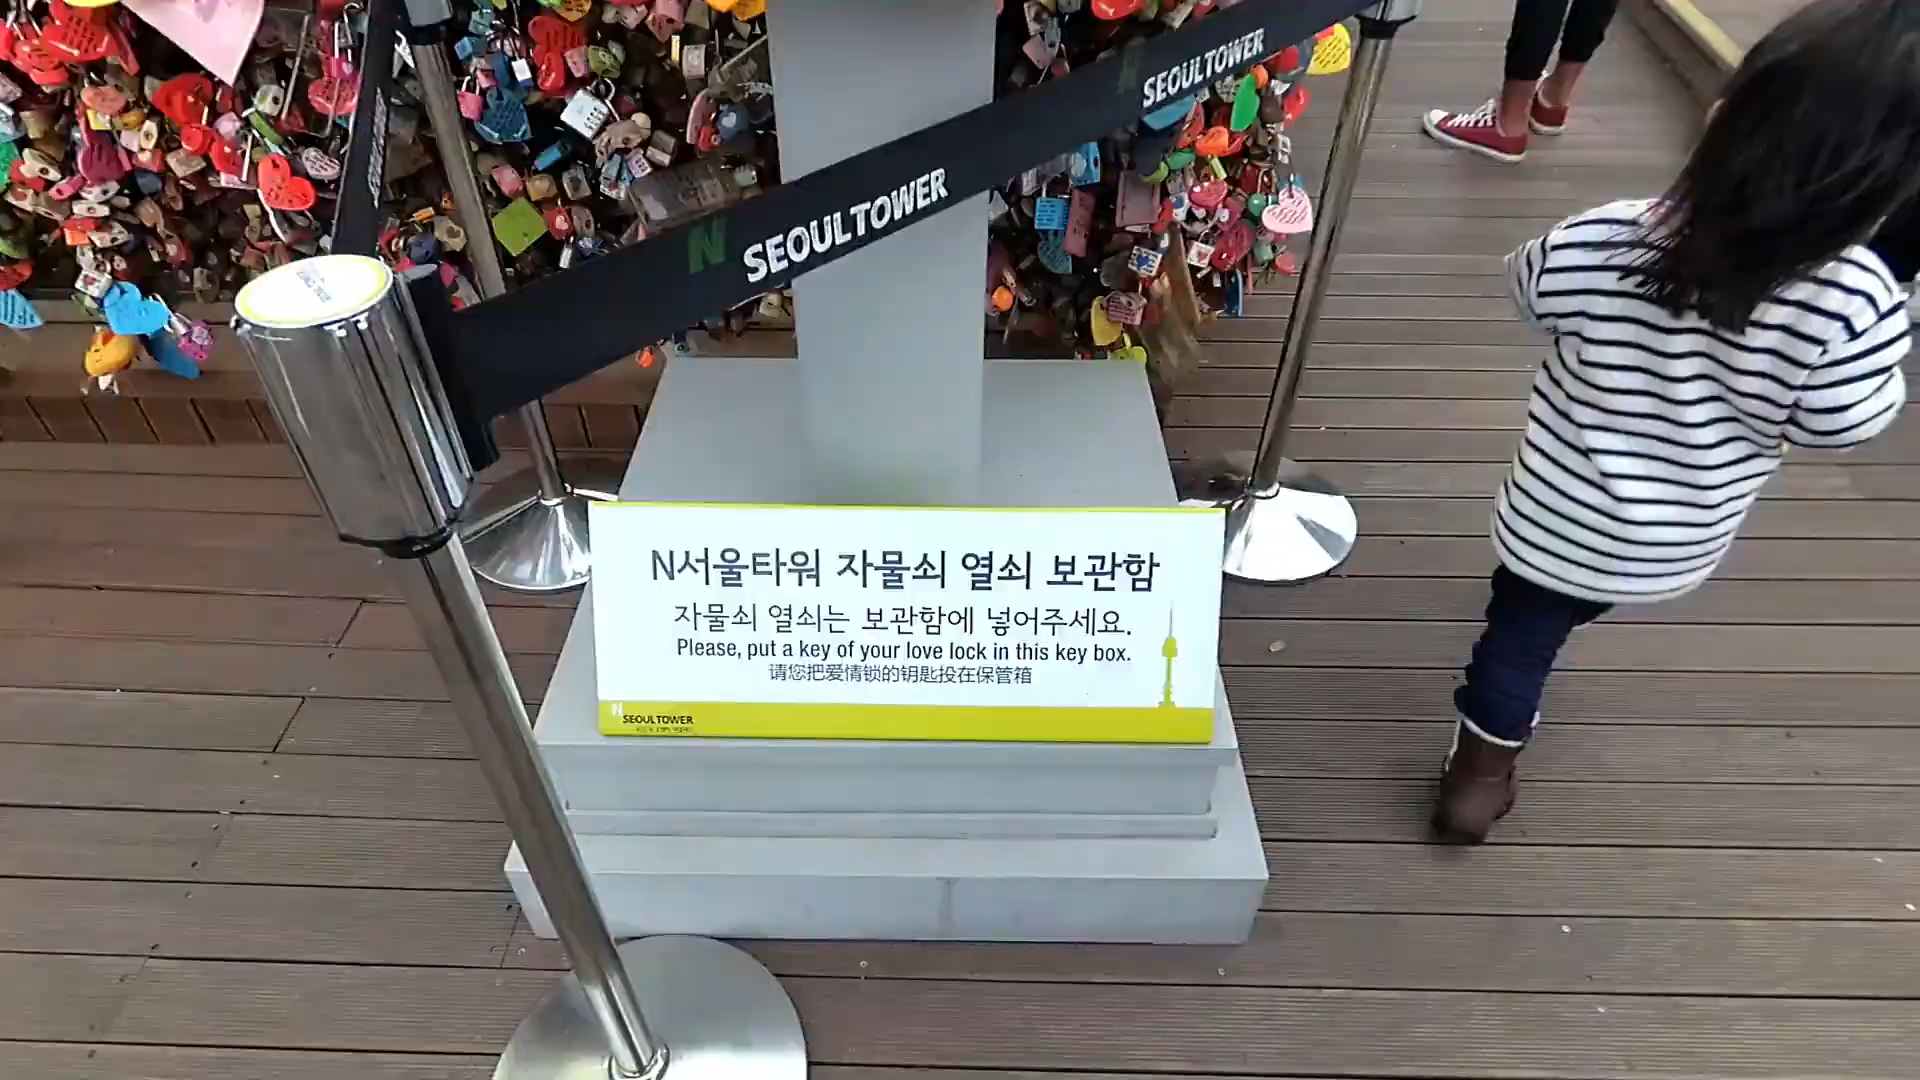 SEOULTOWER
N SEOULTOWER
N서울타워 자물쇠 열쇠 보관함
자물쇠 열쇠는 보관함에 넣어주세요.
Please, put a key of your love lock in this key box.
请您把爱情锁的钥匙投在保管箱
N SEOULTOWER